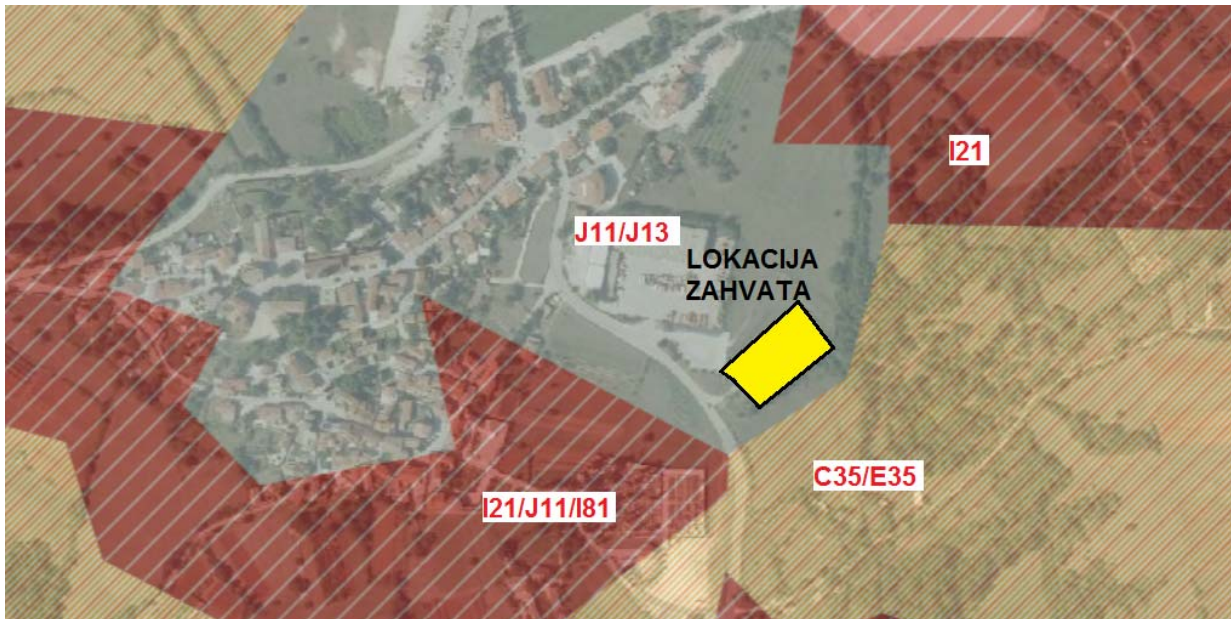 I21
J11/J13
LOKACIJA
ZAHVATA
C35/E35
I21/J11/I81